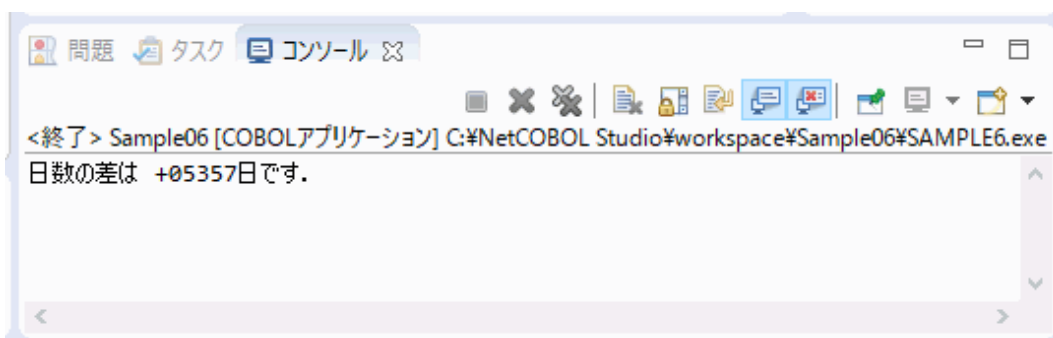 問題 タスク コンソール
<終了> Sample06 [COBOLアプリケーション] C:¥NetCOBOL Studio¥workspace¥Sample06¥SAMPLE6.exe
日数の差は +05357日です.